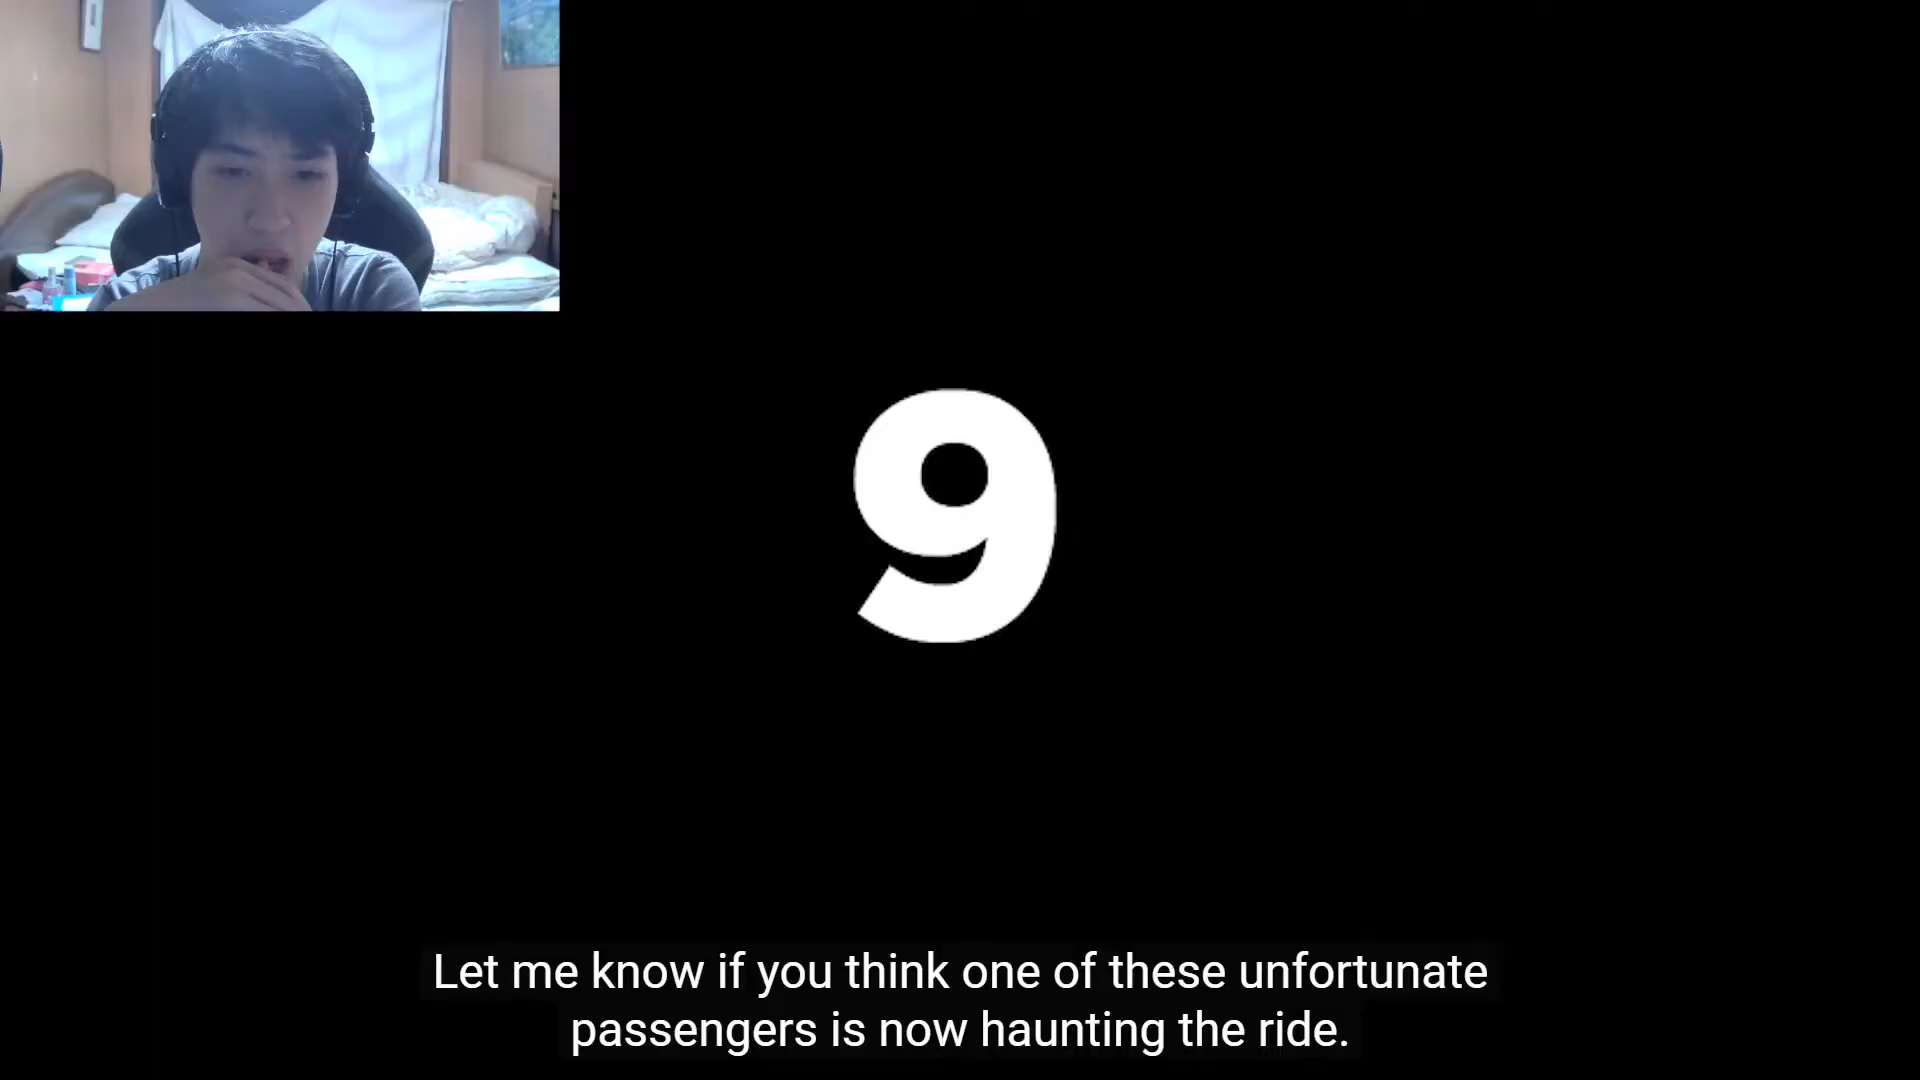 9
Let me know if you think one of these unfortunate
passengers is now haunting the ride.